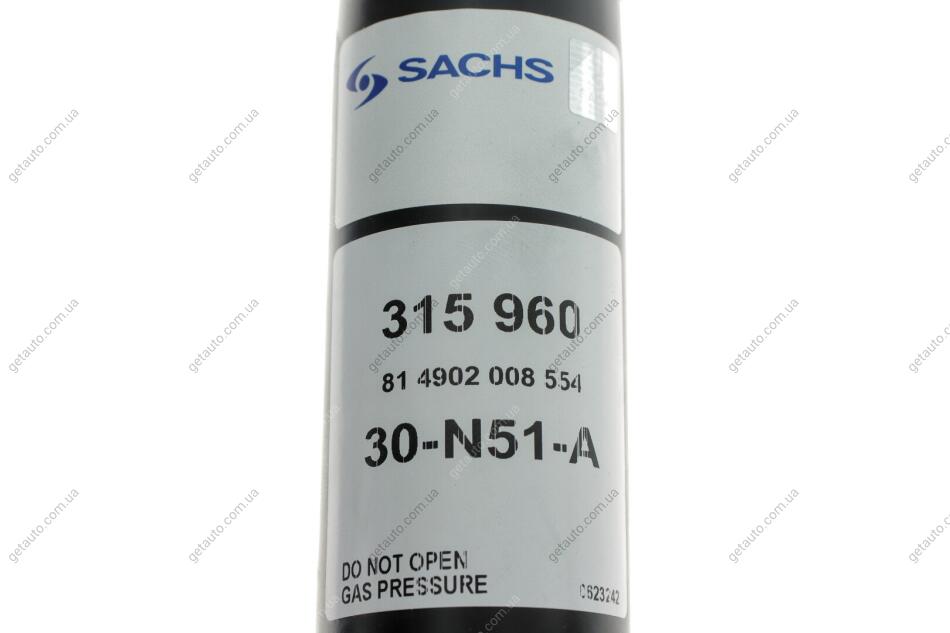 SACHS
315 960
81 4902 008 554
30-N51-A
DO NOT OPEN
GAS PRESSURE
C623242
getauto.com.ua